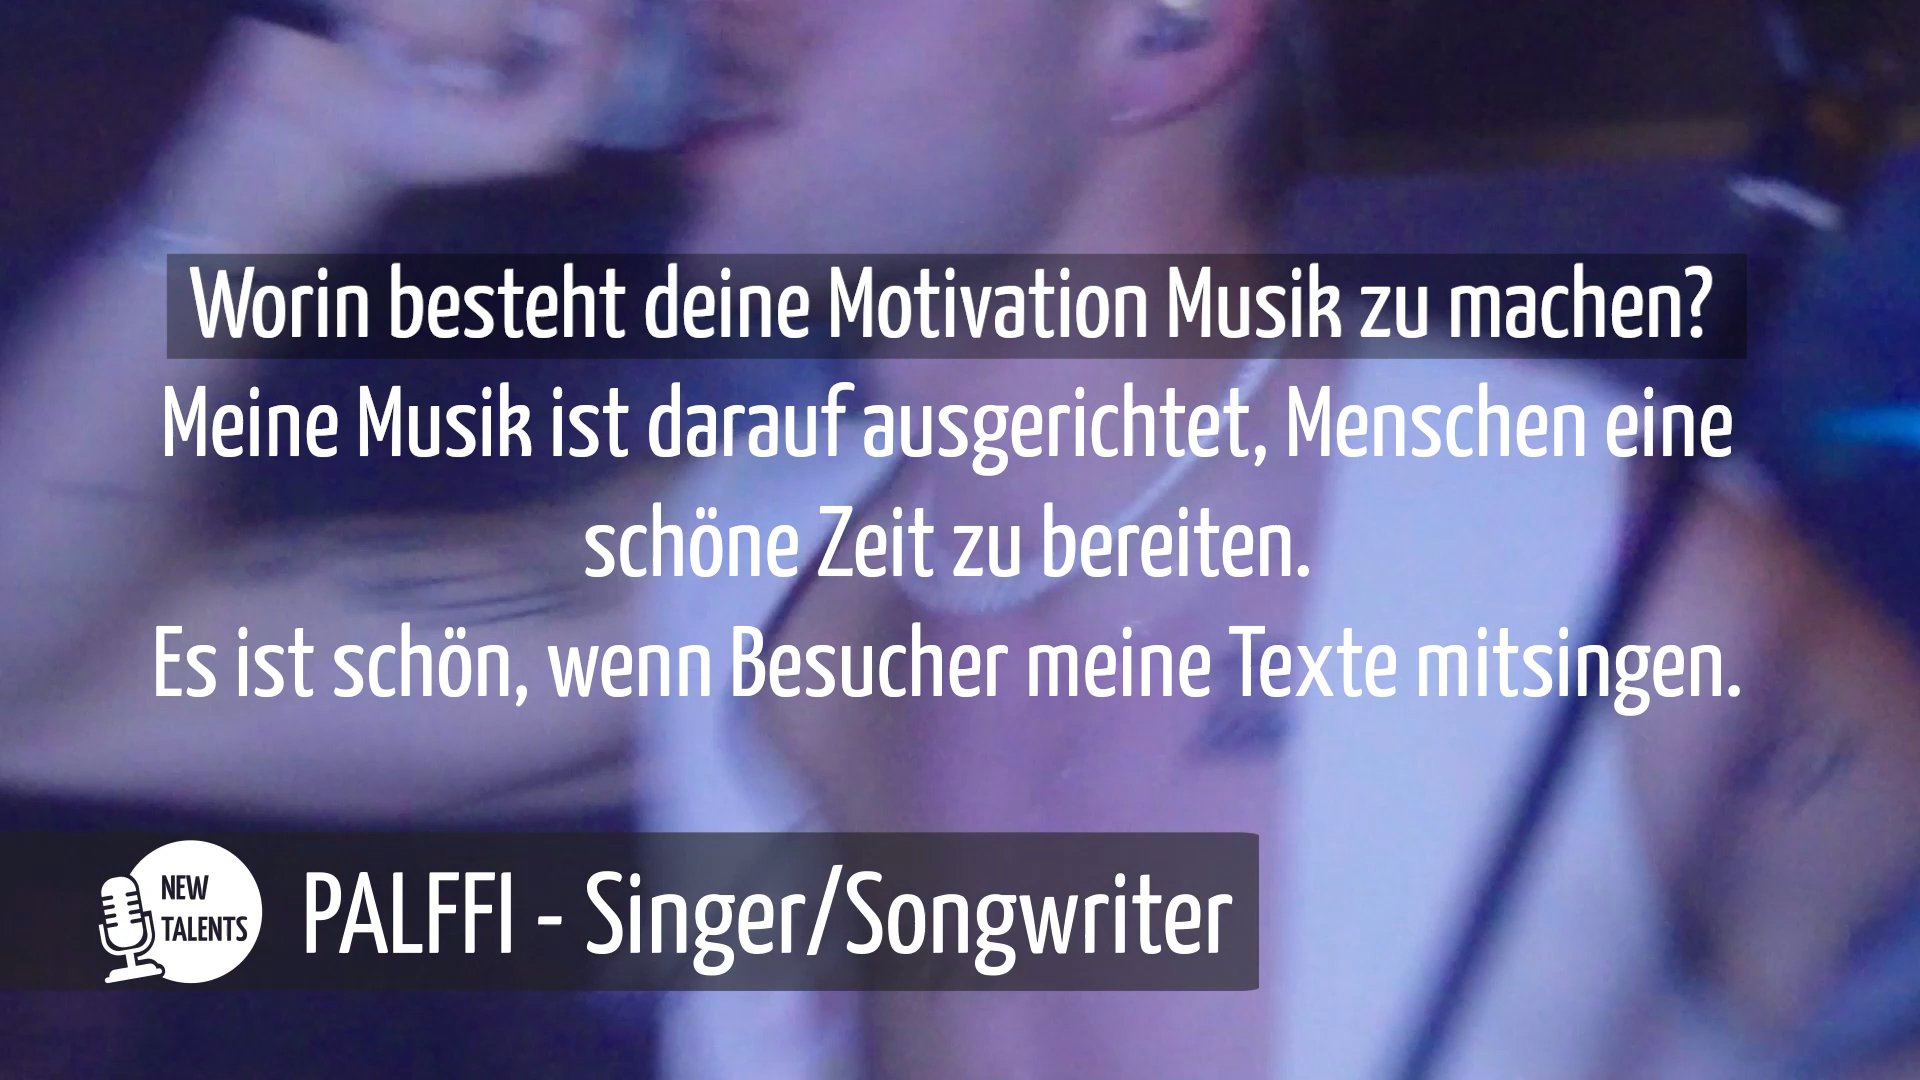 Worin besteht deine Motivation Musik zu machen?
Meine Musik ist darauf ausgerichtet, Menschen eine
schöne Zeit zu bereiten.
Es ist schön, wenn Besucher meine Texte mitsingen.
NEW
TALENTS
PALFFI - Singer/Songwriter